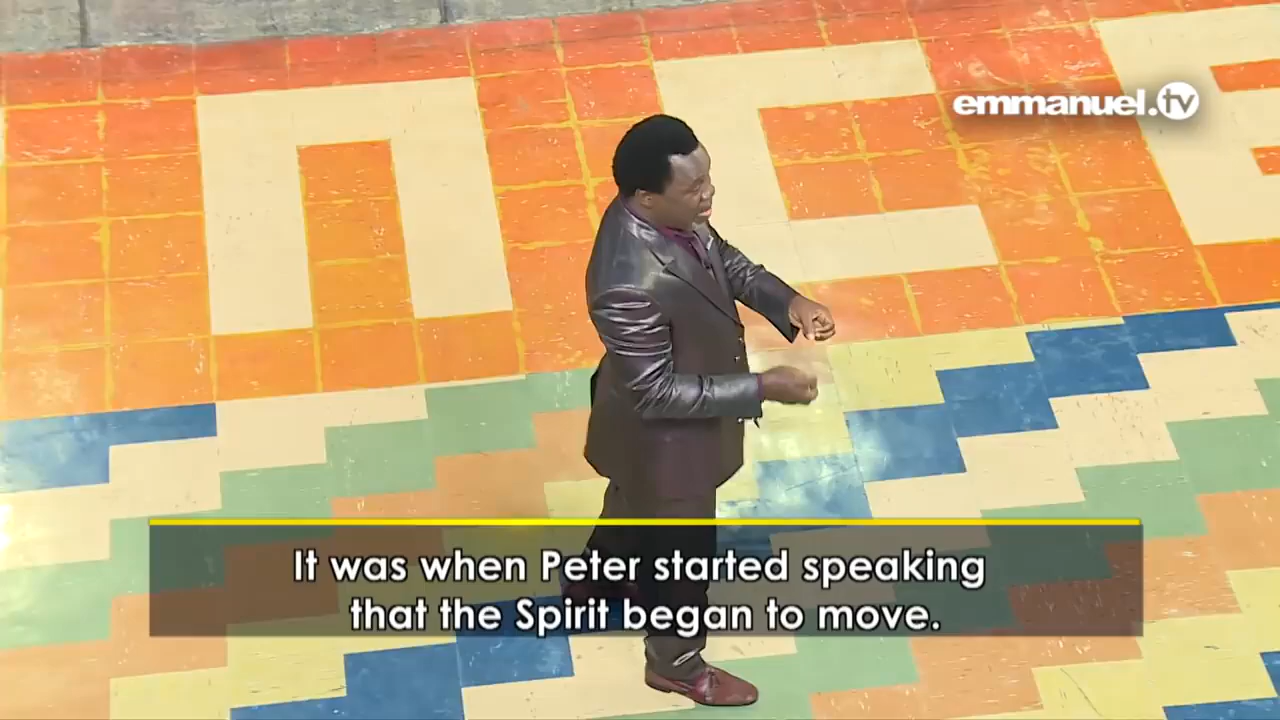 emmanuel.tv
It was when Peter started speaking
that the Spirit began to move.